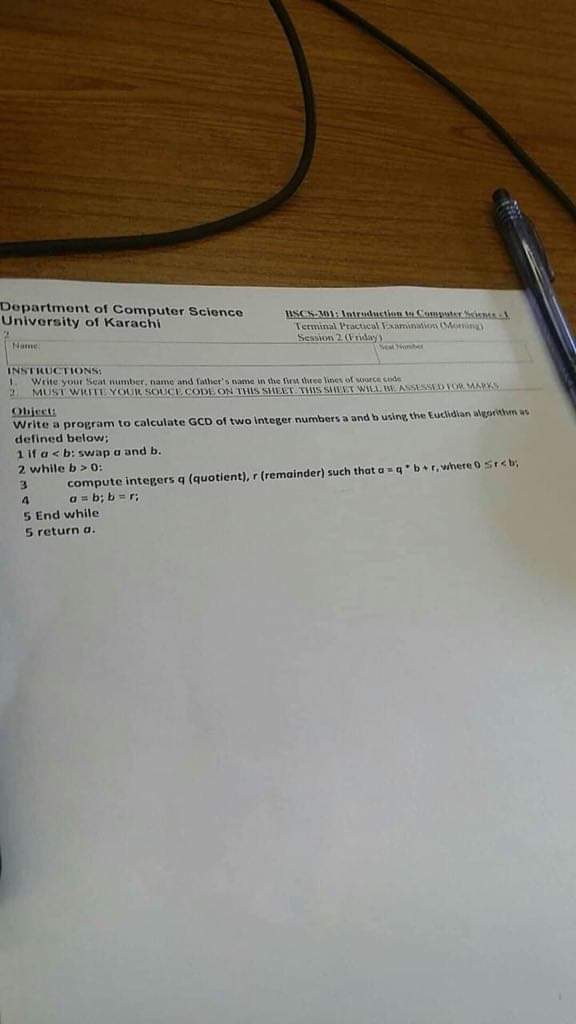 Department of Computer Science
University of Karachi
BSCS-301: Introduction to Computer Science - I
Terminal Practical Examination (Morning)
Session 2 (Friday)
2
Name:
Seat Number
INSTRUCTIONS:
1. Write your Seat number, name and father's name in the first three lines of source code
2. MUST WRITE YOUR SOUCE CODE ON THIS SHEET. THIS SHEET WILL BE ASSESSED FOR MARKS
Object:
Write a program to calculate GCD of two integer numbers a and b using the Euclidian algorithm as
defined below;
1 If a < b: swap a and b.
2 while b > 0:
3 compute integers q (quotient), r (remainder) such that a = q * b + r, where 0 ≤ r < b;
4 a = b; b = r;
5 End while
5 return a.